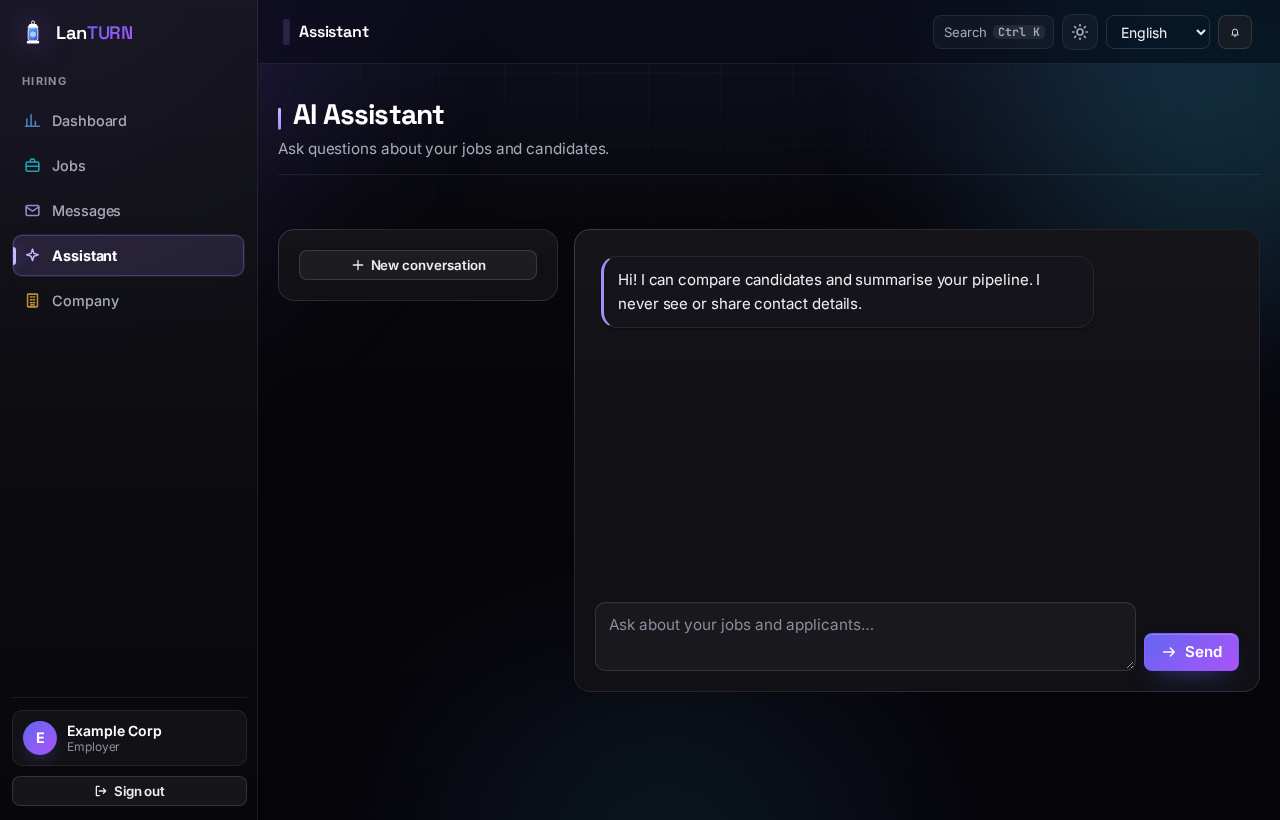 LanTURN
HIRING
Dashboard
Jobs
Messages
Assistant
Company
Example Corp
E
Employer
Sign out
Assistant
Search Ctrl K
English
AI Assistant
Ask questions about your jobs and candidates.
New conversation
Hi! I can compare candidates and summarise your pipeline. I
never see or share contact details.
Ask about your jobs and applicants...
Send